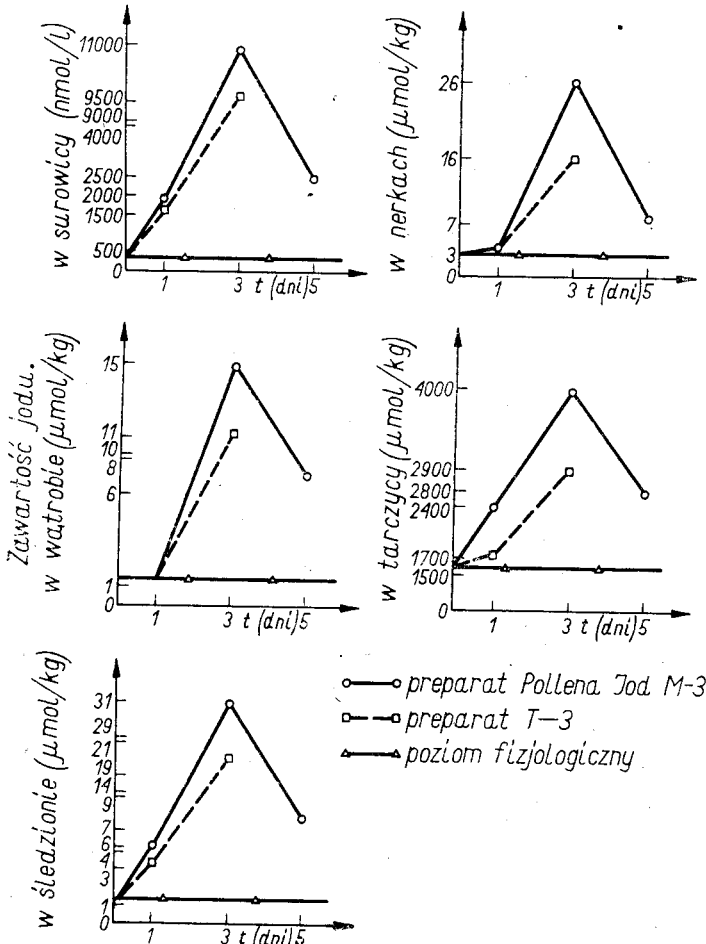 w surowicy (nmol/l)
11000
9500
9000
4000
2500
2000
1500
500
0
1 3 t (dni) 5
w nerkach (μmol/kg)
26
16
7
3
0
1 3 t (dni) 5
Zawartość jodu.
w wątrobie (μmol/kg)
15
11
10
8
6
1
0
1 3 t (dni) 5
w tarczycy (μmol/kg)
4000
2900
2800
2400
1700
1500
0
1 3 t (dni) 5
w śledzionie (μmol/kg)
31
29
21
19
14
9
7
6
4
3
1
0
1 3 t (dni) 5
preparat Pollena Jod M-3
preparat T-3
poziom fizjologiczny